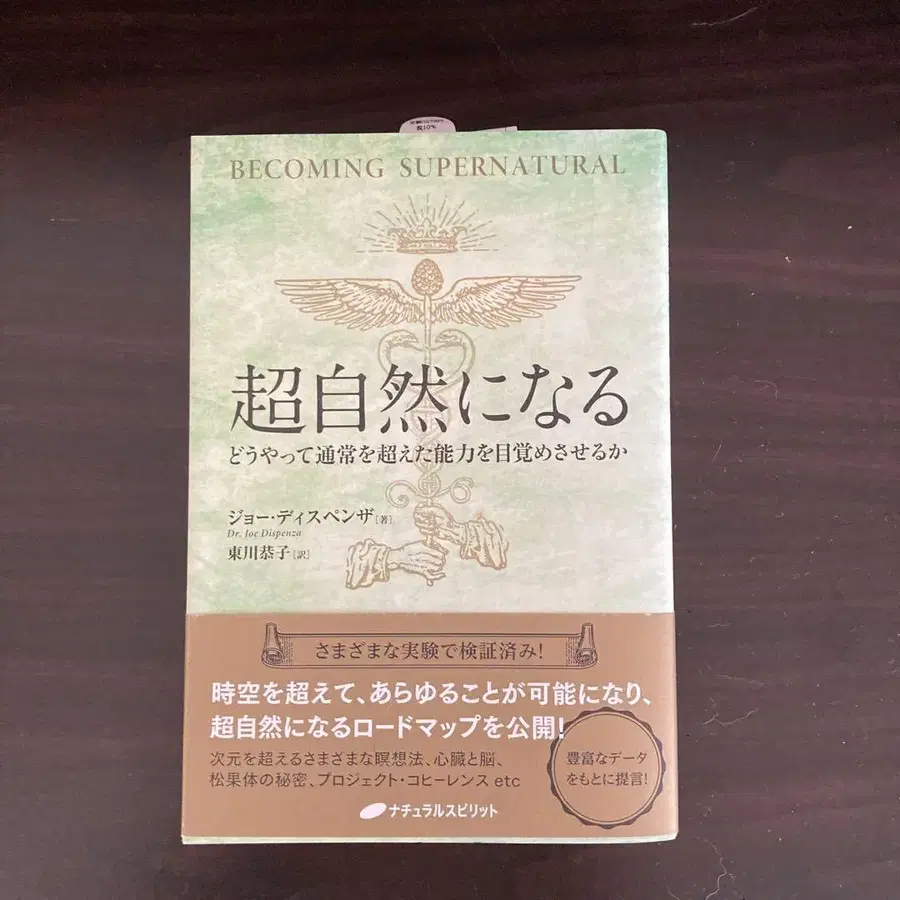 税10%
BECOMING SUPERNATURAL
超自然になる
どうやって通常を超えた能力を目覚めさせるか
ジョー・ディスペンザ[著]
Dr. Joe Dispenza
東川恭子[訳]
さまざまな実験で検証済み!
時空を超えて、あらゆることが可能になり、
超自然になるロードマップを公開!
次元を超えるさまざまな瞑想法、心臓と脳、
松果体の秘密、プロジェクト・コヒーレンス etc
豊富なデータ
をもとに提言!
ナチュラルスピリット